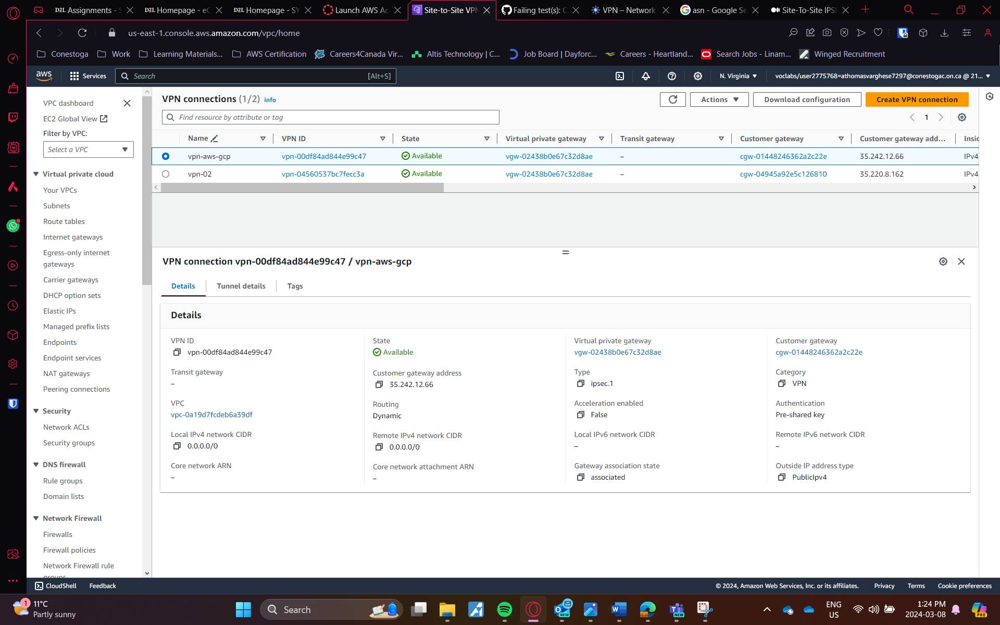 D2L Assignments - S
D2L Homepage - eC
D2L Homepage - SY
Launch AWS Ac
Site-to-Site VPN
Failing test(s): C
VPN – Network
asn - Google Se
Site-To-Site IPSE
us-east-1.console.aws.amazon.com/vpc/home
Conestoga
Work
Learning Materials...
AWS Certification
Careers4Canada Vir...
Altis Technology | C...
Job Board | Dayforc...
Careers - Heartland...
Search Jobs - Linam...
Winged Recruitment
aws
Services
Search [Alt+S]
N. Virginia
voclabs/user2775768=athomasvarghese7297@conestogac.on.ca @ 21...
VPC dashboard
EC2 Global View
Filter by VPC:
Select a VPC
Virtual private cloud
Your VPCs
Subnets
Route tables
Internet gateways
Egress-only internet
gateways
Carrier gateways
DHCP option sets
Elastic IPs
Managed prefix lists
Endpoints
Endpoint services
NAT gateways
Peering connections
Security
Network ACLs
Security groups
DNS firewall
Rule groups
Domain lists
Network Firewall
Firewalls
Firewall policies
Network Firewall rule
groups
VPN connections (1/2) info
Actions
Download configuration
Create VPN connection
Find resource by attribute or tag
1
Name VPN ID State Virtual private gateway Transit gateway Customer gateway Customer gateway add... Insic
vpn-aws-gcp vpn-00df84ad844e99c47 Available vgw-02438b0e67c32d8ae – cgw-01448246362a2c22e 35.242.12.66 IPv4
vpn-02 vpn-04560537bc7fecc3a Available vgw-02438b0e67c32d8ae – cgw-04945a92e5c126810 35.220.8.162 IPv4
VPN connection vpn-00df84ad844e99c47 / vpn-aws-gcp
Details
Tunnel details
Tags
Details
VPN ID
vpn-00df84ad844e99c47
Transit gateway
–
VPC
vpc-0a19d7fcdeb6a39df
Local IPv4 network CIDR
0.0.0.0/0
Core network ARN
–
State
Available
Customer gateway address
35.242.12.66
Routing
Dynamic
Remote IPv4 network CIDR
0.0.0.0/0
Core network attachment ARN
–
Virtual private gateway
vgw-02438b0e67c32d8ae
Type
ipsec.1
Acceleration enabled
False
Local IPv6 network CIDR
–
Gateway association state
associated
Customer gateway
cgw-01448246362a2c22e
Category
VPN
Authentication
Pre-shared key
Remote IPv6 network CIDR
–
Outside IP address type
PublicIpv4
CloudShell
Feedback
© 2024, Amazon Web Services, Inc. or its affiliates.
Privacy
Terms
Cookie preferences
1
11°C
Partly sunny
Search
NEW
NEW
ENG
US
1:24 PM
2024-03-08
PRE